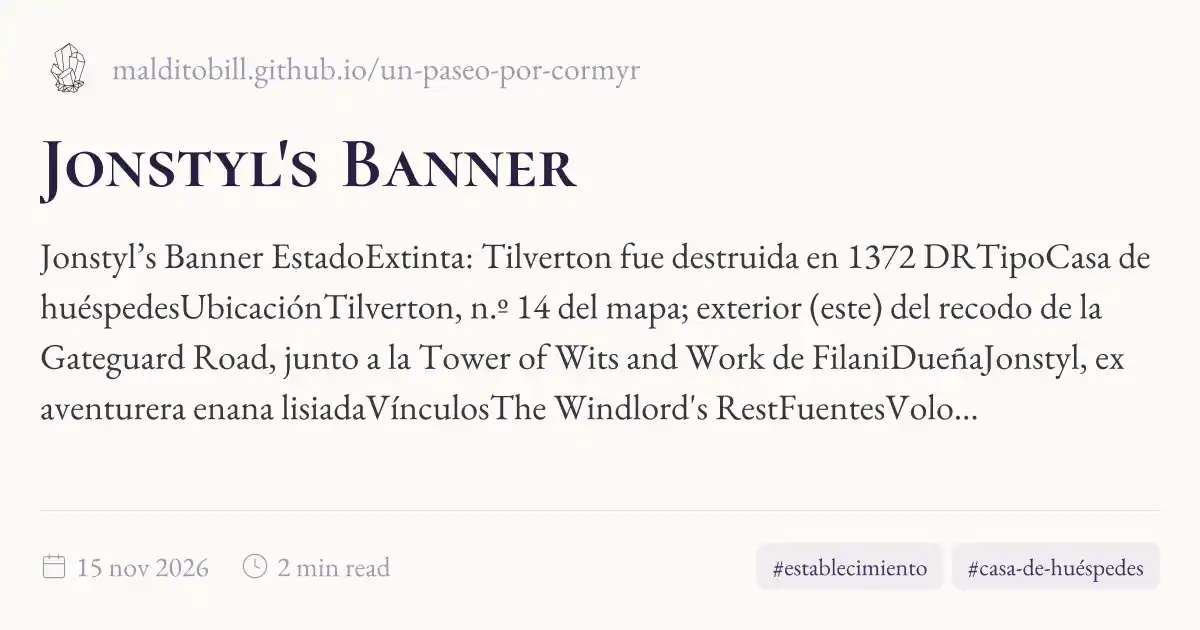 malditobill.github.io/un-paseo-por-cormyr
Jonstyl's Banner
Jonstyl’s Banner EstadoExtinta: Tilverton fue destruida en 1372 DRTipoCasa de
huéspedesUbicaciónTilverton, n.º 14 del mapa; exterior (este) del recodo de la
Gateguard Road, junto a la Tower of Wits and Work de FilaniDueñaJonstyl, ex
aventurera enana lisiadaVínculosThe Windlord's RestFuentesVolo...
15 nov 2026
2 min read
#establecimiento
#casa-de-huéspedes